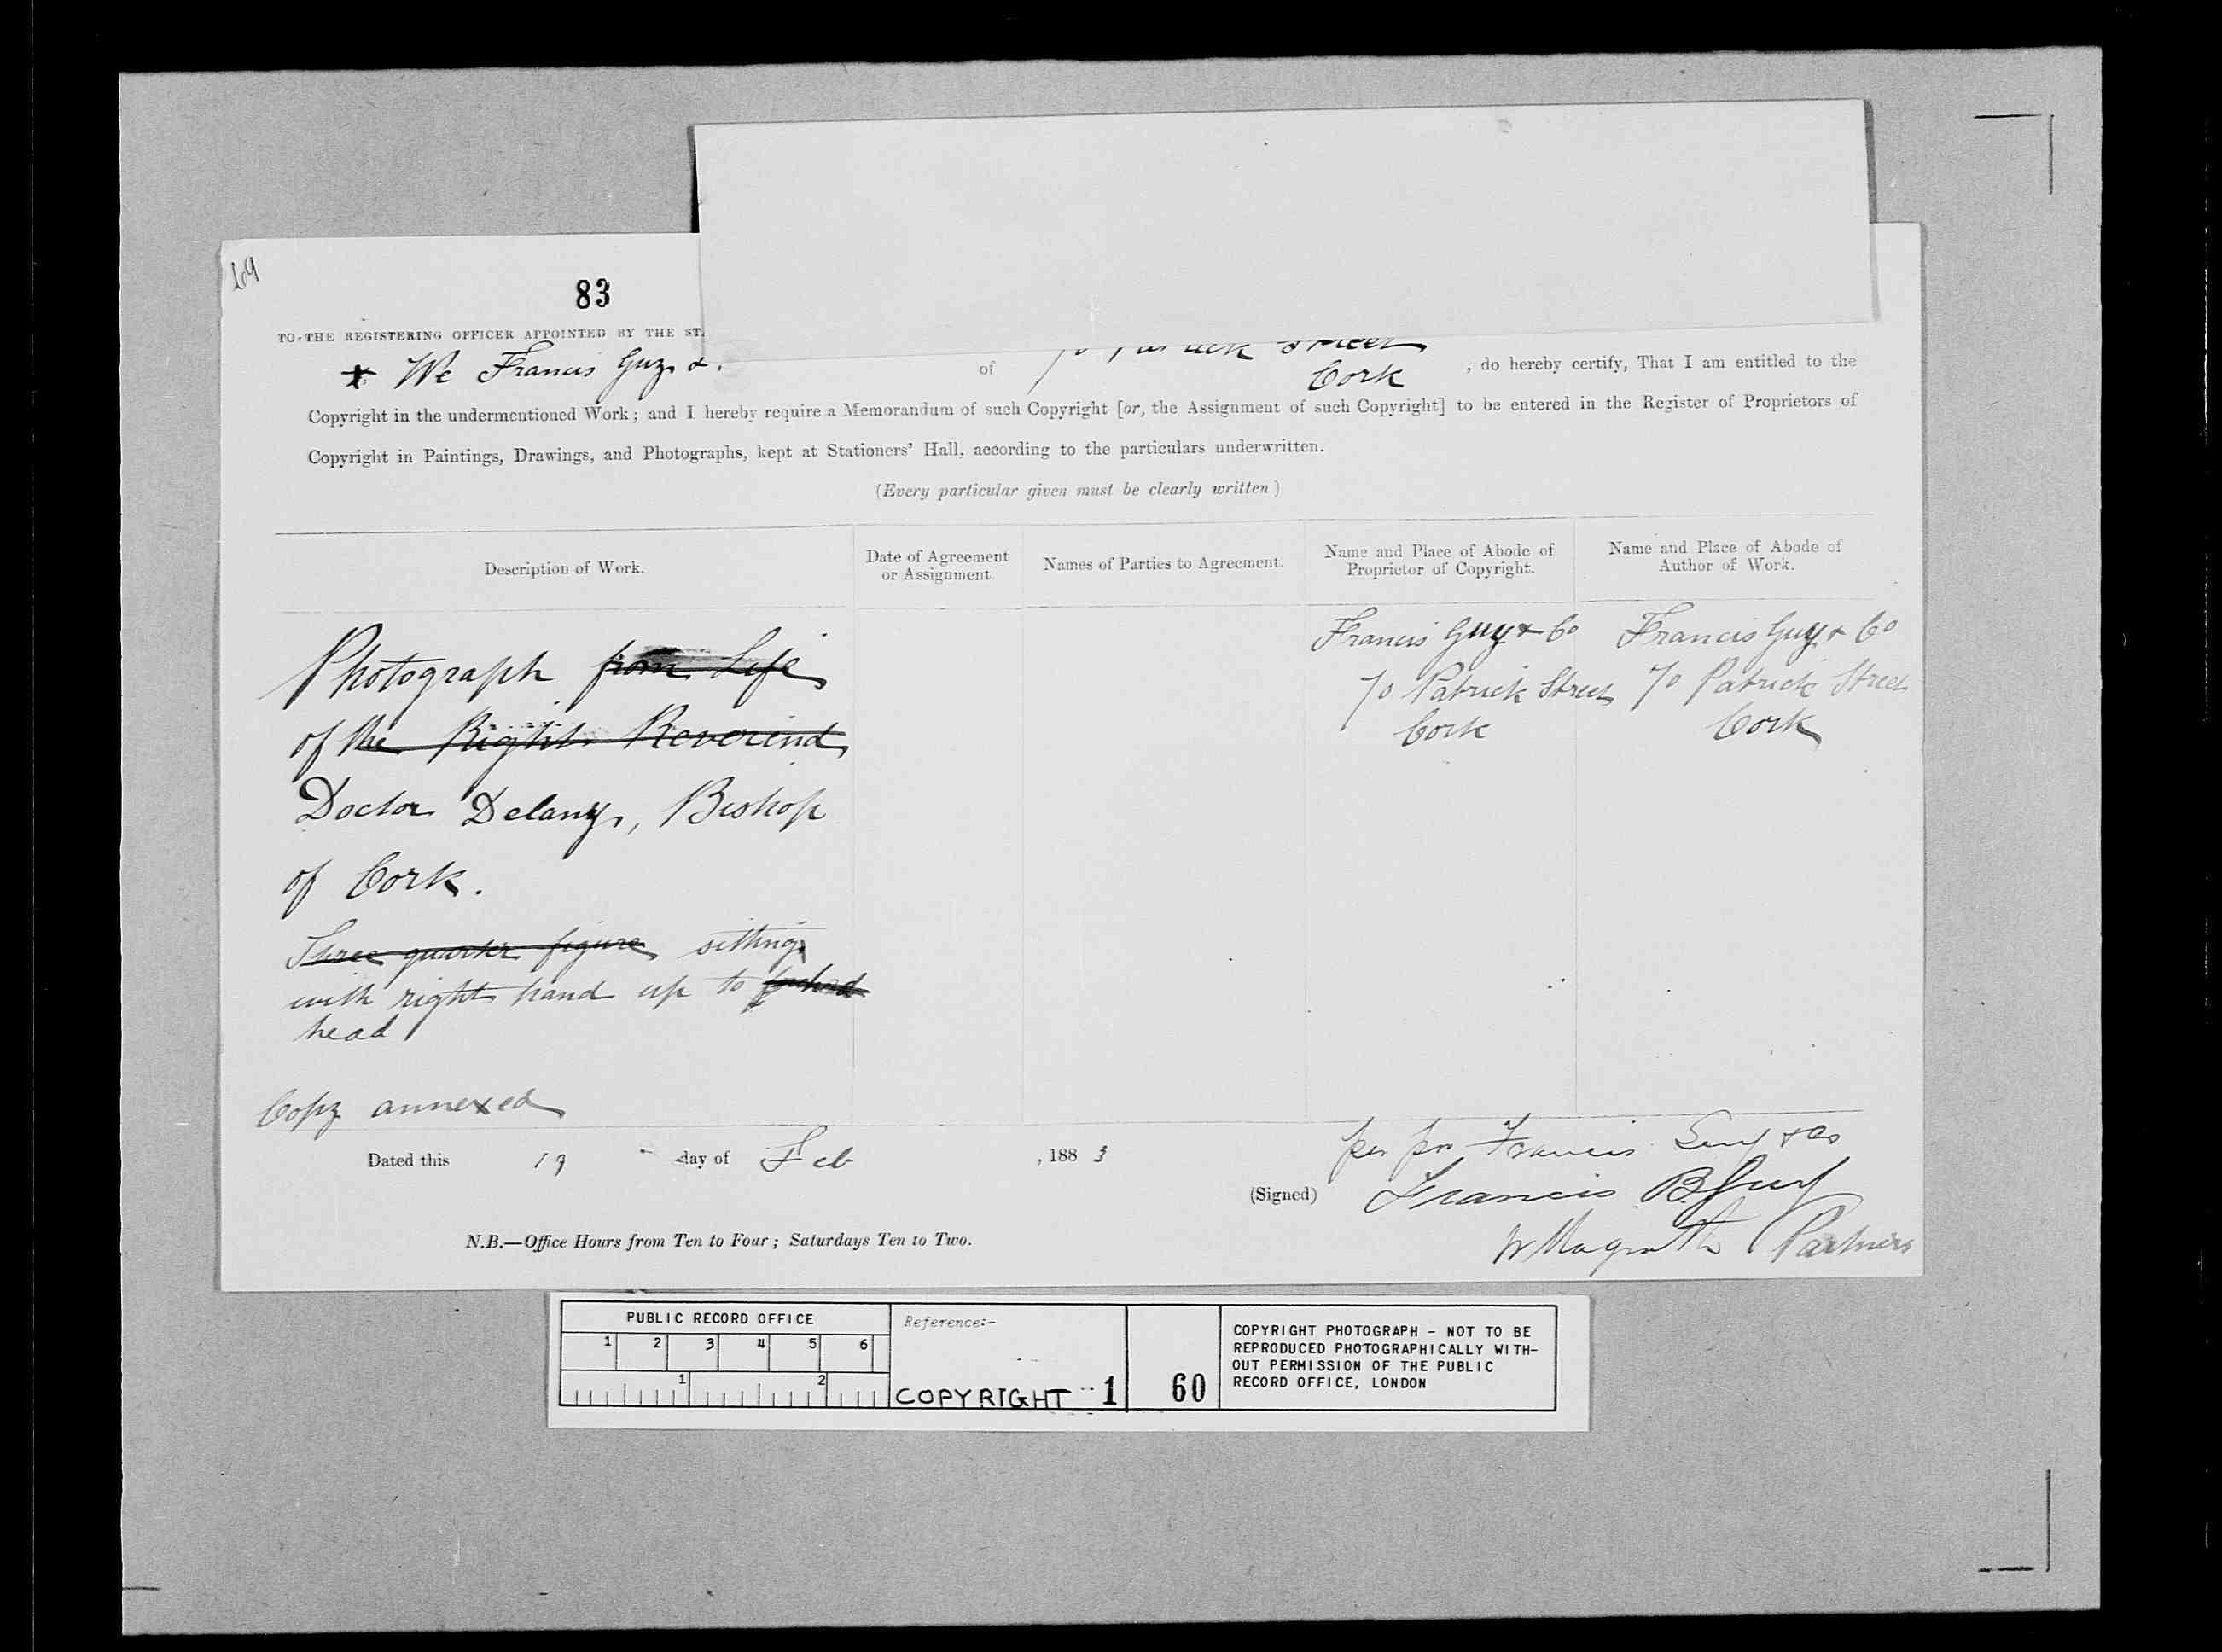 69
83
TO THE REGISTERING OFFICER APPOINTED BY THE ST
We Francis Guy & of Patrick Street Cork , do hereby certify, That I am entitled to the
Copyright in the undermentioned Work; and I hereby require a Memorandum of such Copyright [or, the Assignment of such Copyright] to be entered in the Register of Proprietors of
Copyright in Paintings, Drawings, and Photographs, kept at Stationers' Hall, according to the particulars underwritten.
(Every particular given must be clearly written)
Description of Work.
Date of Agreement
or Assignment
Names of Parties to Agreement.
Name and Place of Abode of
Proprietor of Copyright.
Name and Place of Abode of
Author of Work.
Photograph from Life
of the Right Reverend
Doctor Delany, Bishop
of Cork.
Three quarter figure sitting
with right hand up to forehead
head
Copy annexed
Francis Guy & Co
70 Patrick Street
Cork
Francis Guy & Co
70 Patrick Street
Cork
Dated this 19 day of Feb , 188 3
per pro Francis Guy & Co
(Signed) Francis B Guy
W Magrath Partners
N.B.—Office Hours from Ten to Four; Saturdays Ten to Two.
PUBLIC RECORD OFFICE
1 2 3 4 5 6
1 2
Reference:-
COPYRIGHT 1 60
COPYRIGHT PHOTOGRAPH - NOT TO BE
REPRODUCED PHOTOGRAPHICALLY WITH-
OUT PERMISSION OF THE PUBLIC
RECORD OFFICE, LONDON